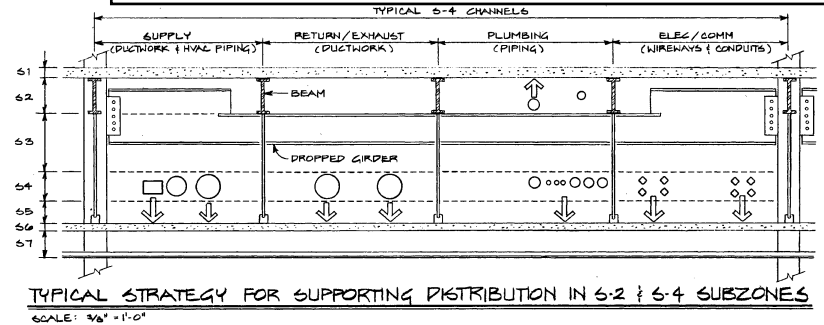 TYPICAL S-4 CHANNELS
SUPPLY
(DUCTWORK & HVAC PIPING)
RETURN/EXHAUST
(DUCTWORK)
PLUMBING
(PIPING)
ELEC/COMM
(WIREWAYS & CONDUITS)
S1
S2
BEAM
S3
DROPPED GIRDER
S4
S5
S6
S7
TYPICAL STRATEGY FOR SUPPORTING DISTRIBUTION IN S-2 & S-4 SUBZONES
SCALE: 3/8" = 1'-0"